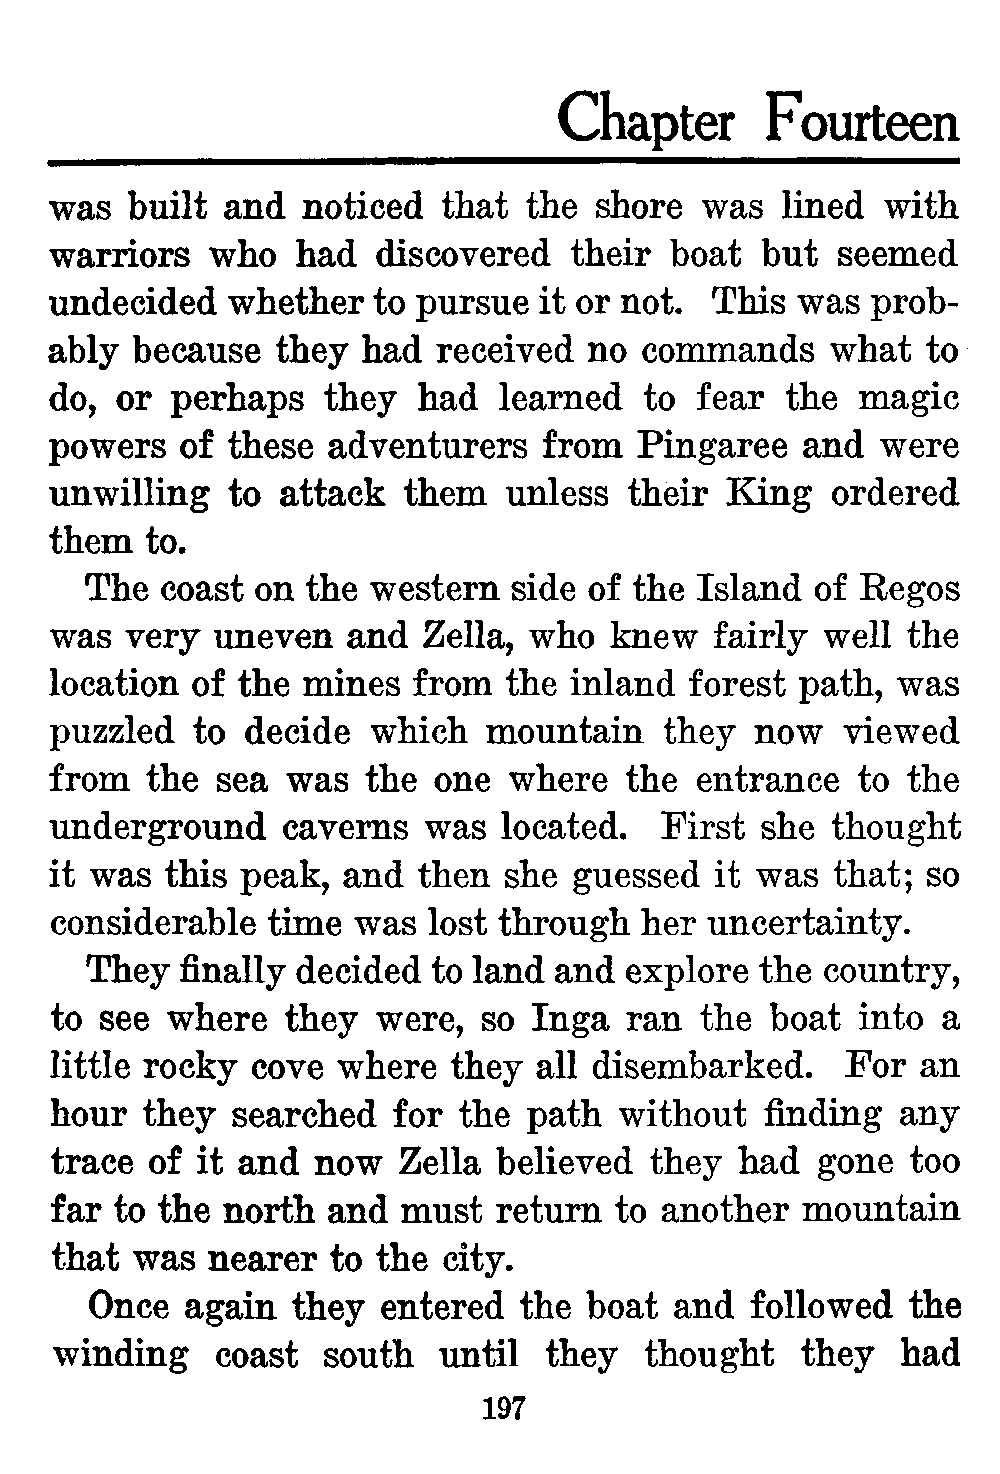 Chapter Fourteen
was built and noticed that the shore was lined with
warriors who had discovered their boat but seemed
undecided whether to pursue it or not. This was prob-
ably because they had received no commands what to
do, or perhaps they had learned to fear the magic
powers of these adventurers from Pingaree and were
unwilling to attack them unless their King ordered
them to.
The coast on the western side of the Island of Regos
was very uneven and Zella, who knew fairly well the
location of the mines from the inland forest path, was
puzzled to decide which mountain they now viewed
from the sea was the one where the entrance to the
underground caverns was located. First she thought
it was this peak, and then she guessed it was that; so
considerable time was lost through her uncertainty.
They finally decided to land and explore the country,
to see where they were, so Inga ran the boat into a
little rocky cove where they all disembarked. For an
hour they searched for the path without finding any
trace of it and now Zella believed they had gone too
far to the north and must return to another mountain
that was nearer to the city.
Once again they entered the boat and followed the
winding coast south until they thought they had
197